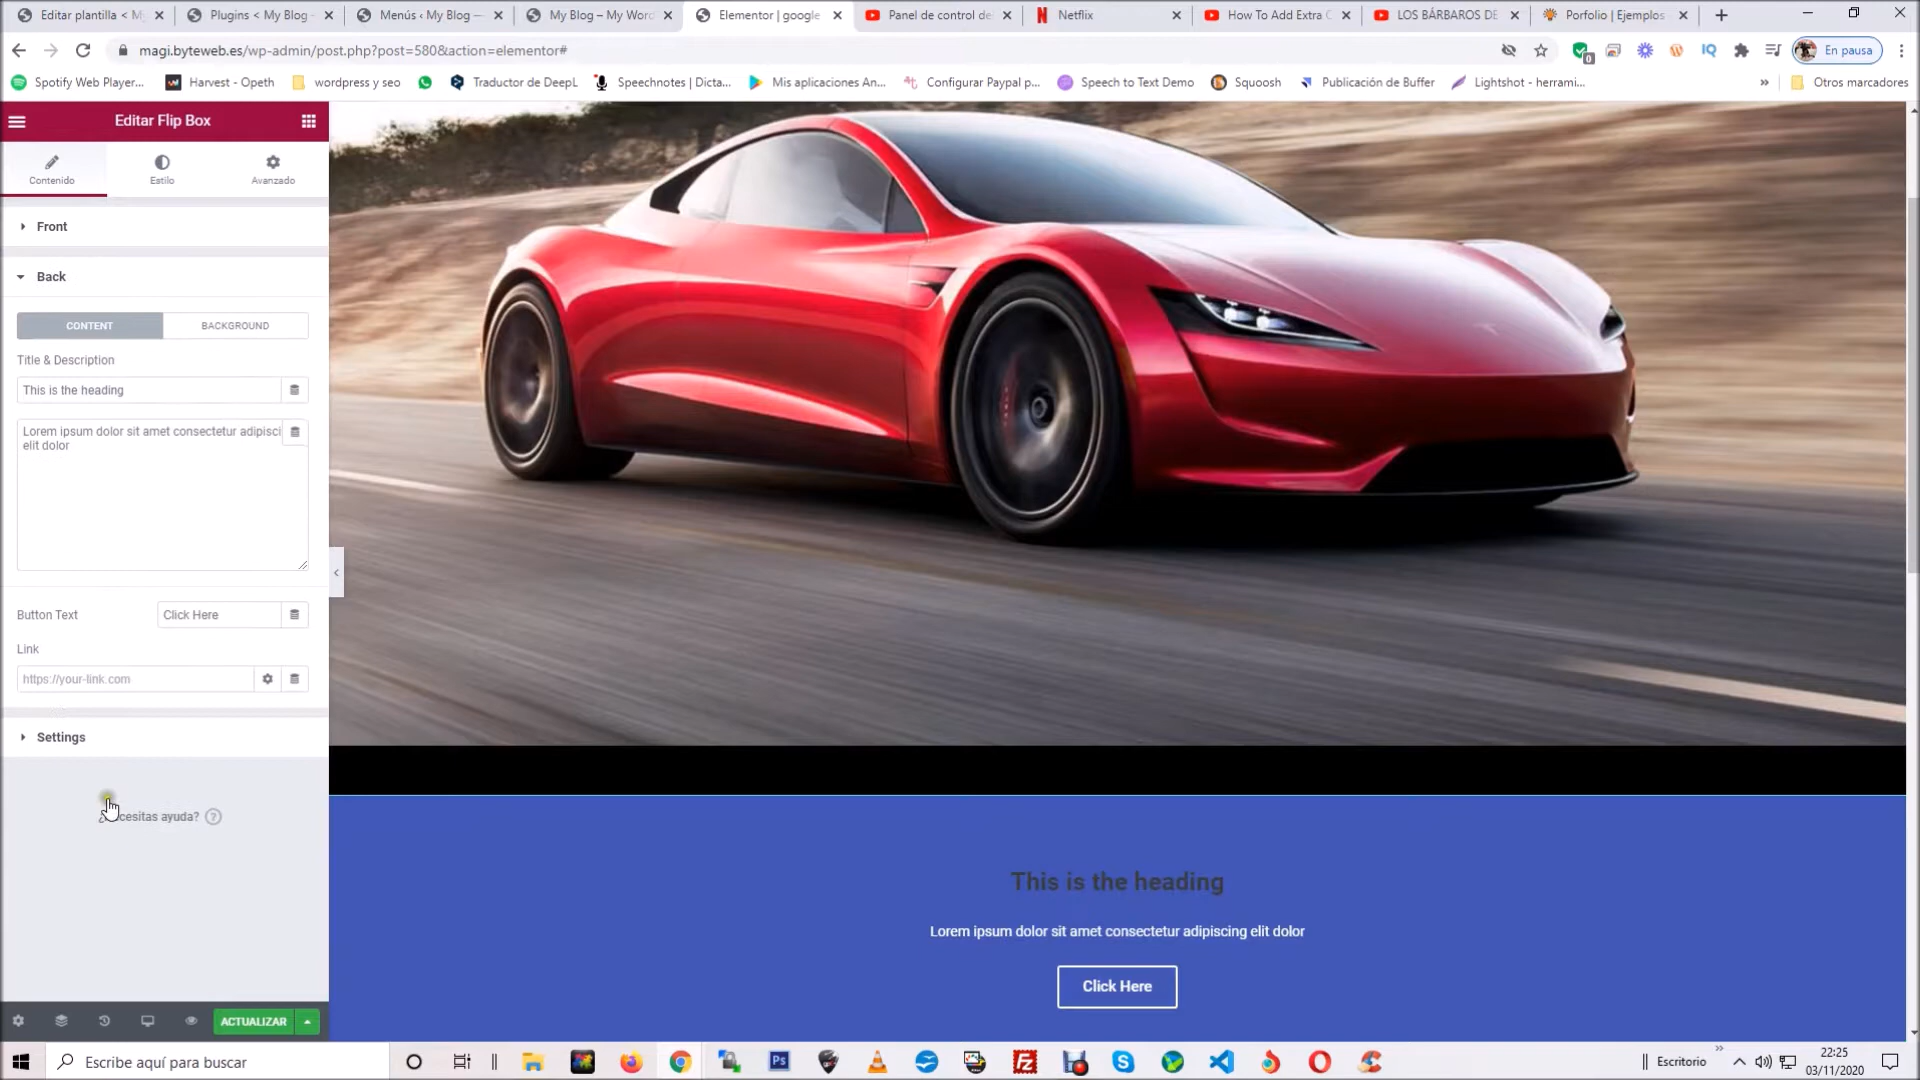 Editar plantilla < My
Plugins < My Blog -
Menús ‹ My Blog —
My Blog – My Word
Elementor | google
Panel de control de
Netflix
How To Add Extra C
LOS BÁRBAROS DE
Porfolio | Ejemplos
magi.byteweb.es/wp-admin/post.php?post=580&action=elementor#
En pausa
Spotify Web Player...
Harvest - Opeth
wordpress y seo
Traductor de DeepL
Speechnotes | Dicta...
Mis aplicaciones An...
Configurar Paypal p...
Speech to Text Demo
Squoosh
Publicación de Buffer
Lightshot - herrami...
»
Otros marcadores
Editar Flip Box
Contenido
Estilo
Avanzado
Front
Back
CONTENT
BACKGROUND
Title & Description
This is the heading
Lorem ipsum dolor sit amet consectetur adipisci
elit dolor
Button Text
Click Here
Link
https://your-link.com
Settings
ayuda?
ACTUALIZAR
This is the heading
Lorem ipsum dolor sit amet consectetur adipiscing elit dolor
Click Here
Escribe aquí para buscar
Escritorio
22:25
03/11/2020